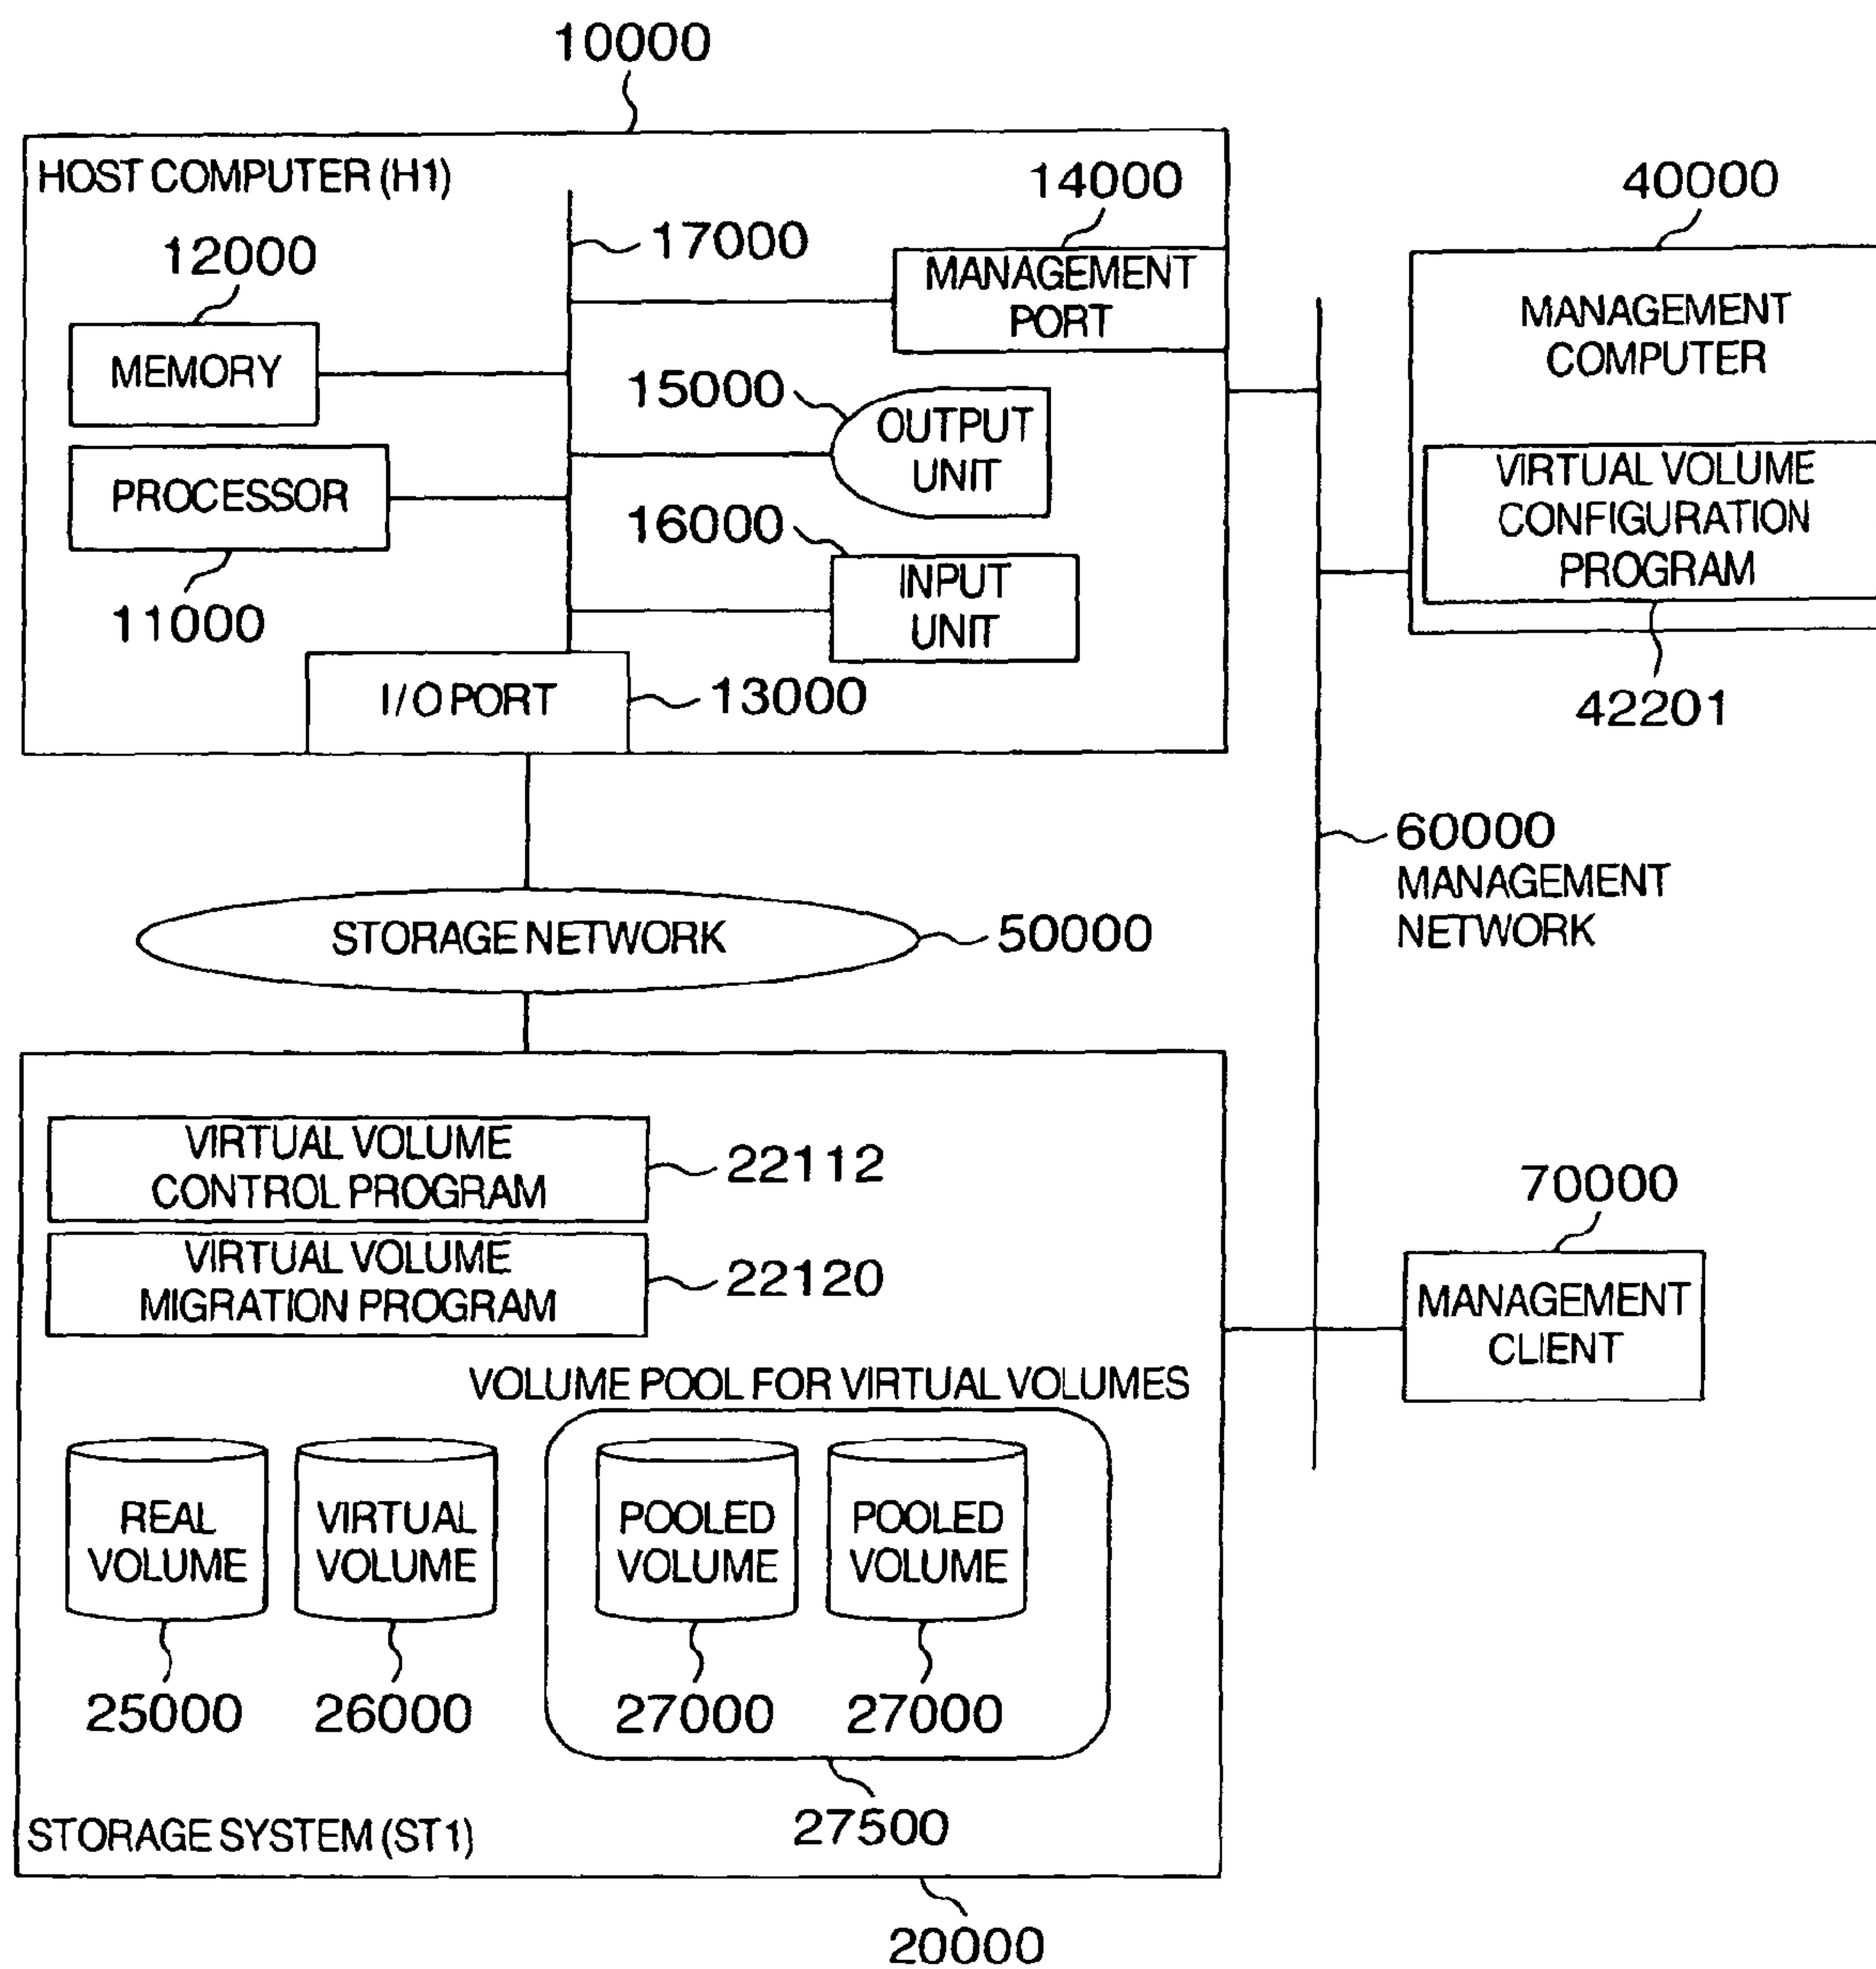 10000
HOST COMPUTER (H1)
14000
40000
12000
17000
MANAGEMENT
PORT
MANAGEMENT
COMPUTER
MEMORY
15000
OUTPUT
UNIT
PROCESSOR
VIRTUAL VOLUME
CONFIGURATION
PROGRAM
16000
INPUT
UNIT
11000
I/O PORT
13000
42201
60000
MANAGEMENT
NETWORK
STORAGE NETWORK
50000
VIRTUAL VOLUME
CONTROL PROGRAM
22112
70000
VIRTUAL VOLUME
MIGRATION PROGRAM
22120
MANAGEMENT
CLIENT
VOLUME POOL FOR VIRTUAL VOLUMES
REAL
VOLUME
VIRTUAL
VOLUME
POOLED
VOLUME
POOLED
VOLUME
25000
26000
27000
27000
27500
STORAGE SYSTEM (ST1)
20000